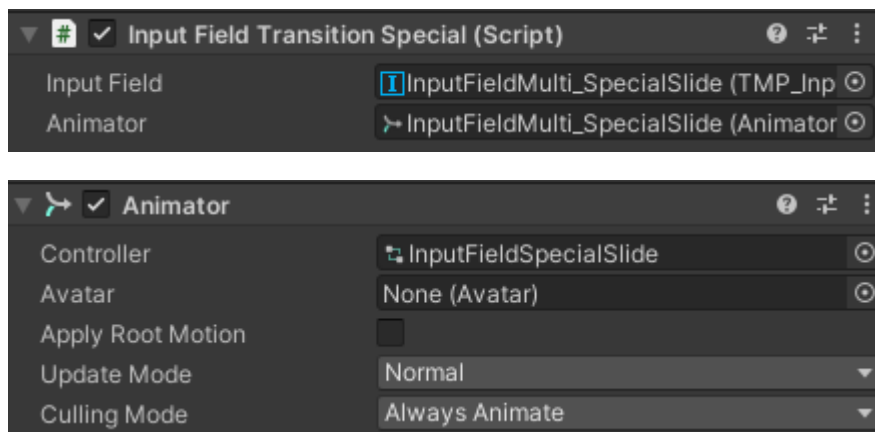 # Input Field Transition Special (Script)
Input Field InputFieldMulti_SpecialSlide (TMP_Inp
Animator InputFieldMulti_SpecialSlide (Animator
Animator
Controller InputFieldSpecialSlide
Avatar None (Avatar)
Apply Root Motion
Update Mode Normal
Culling Mode Always Animate